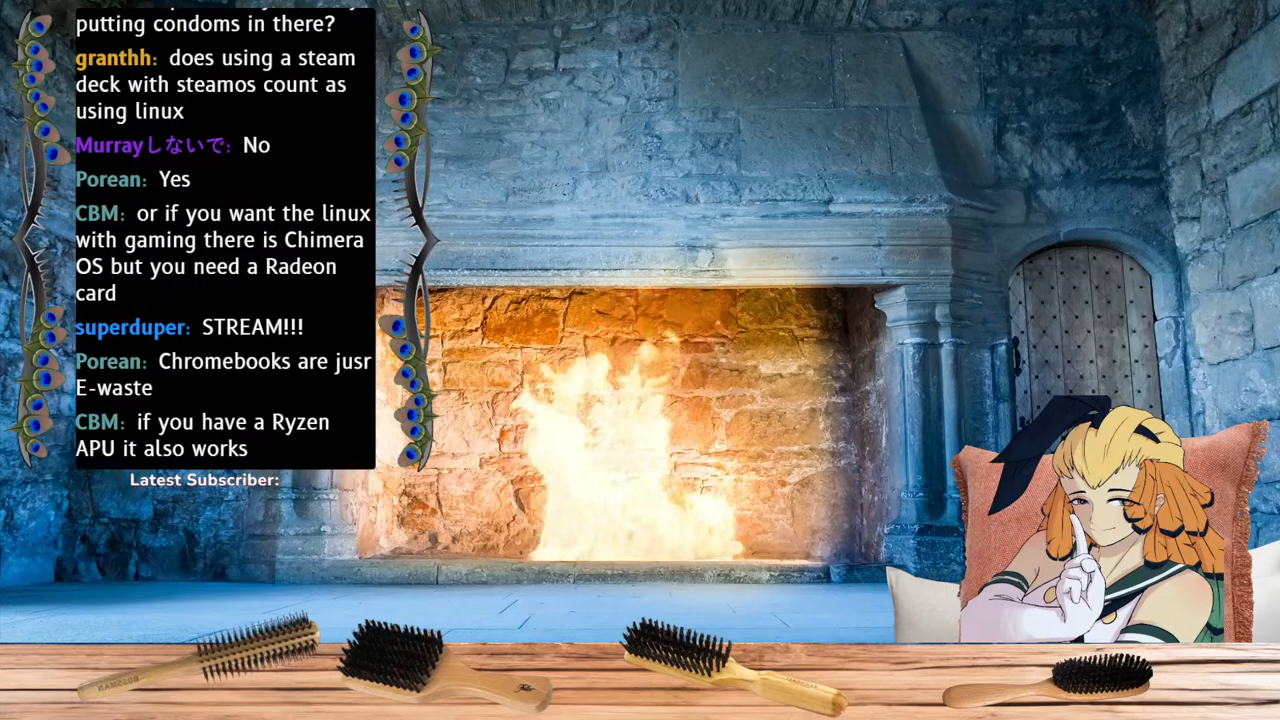 putting condoms in there?
granthh: does using a steam
deck with steamos count as
using linux
Murrayしないで: No
Porean: Yes
CBM: or if you want the linux
with gaming there is Chimera
OS but you need a Radeon
card
superduper: STREAM!!!
Porean: Chromebooks are jusr
E-waste
CBM: if you have a Ryzen
APU it also works
Latest Subscriber: